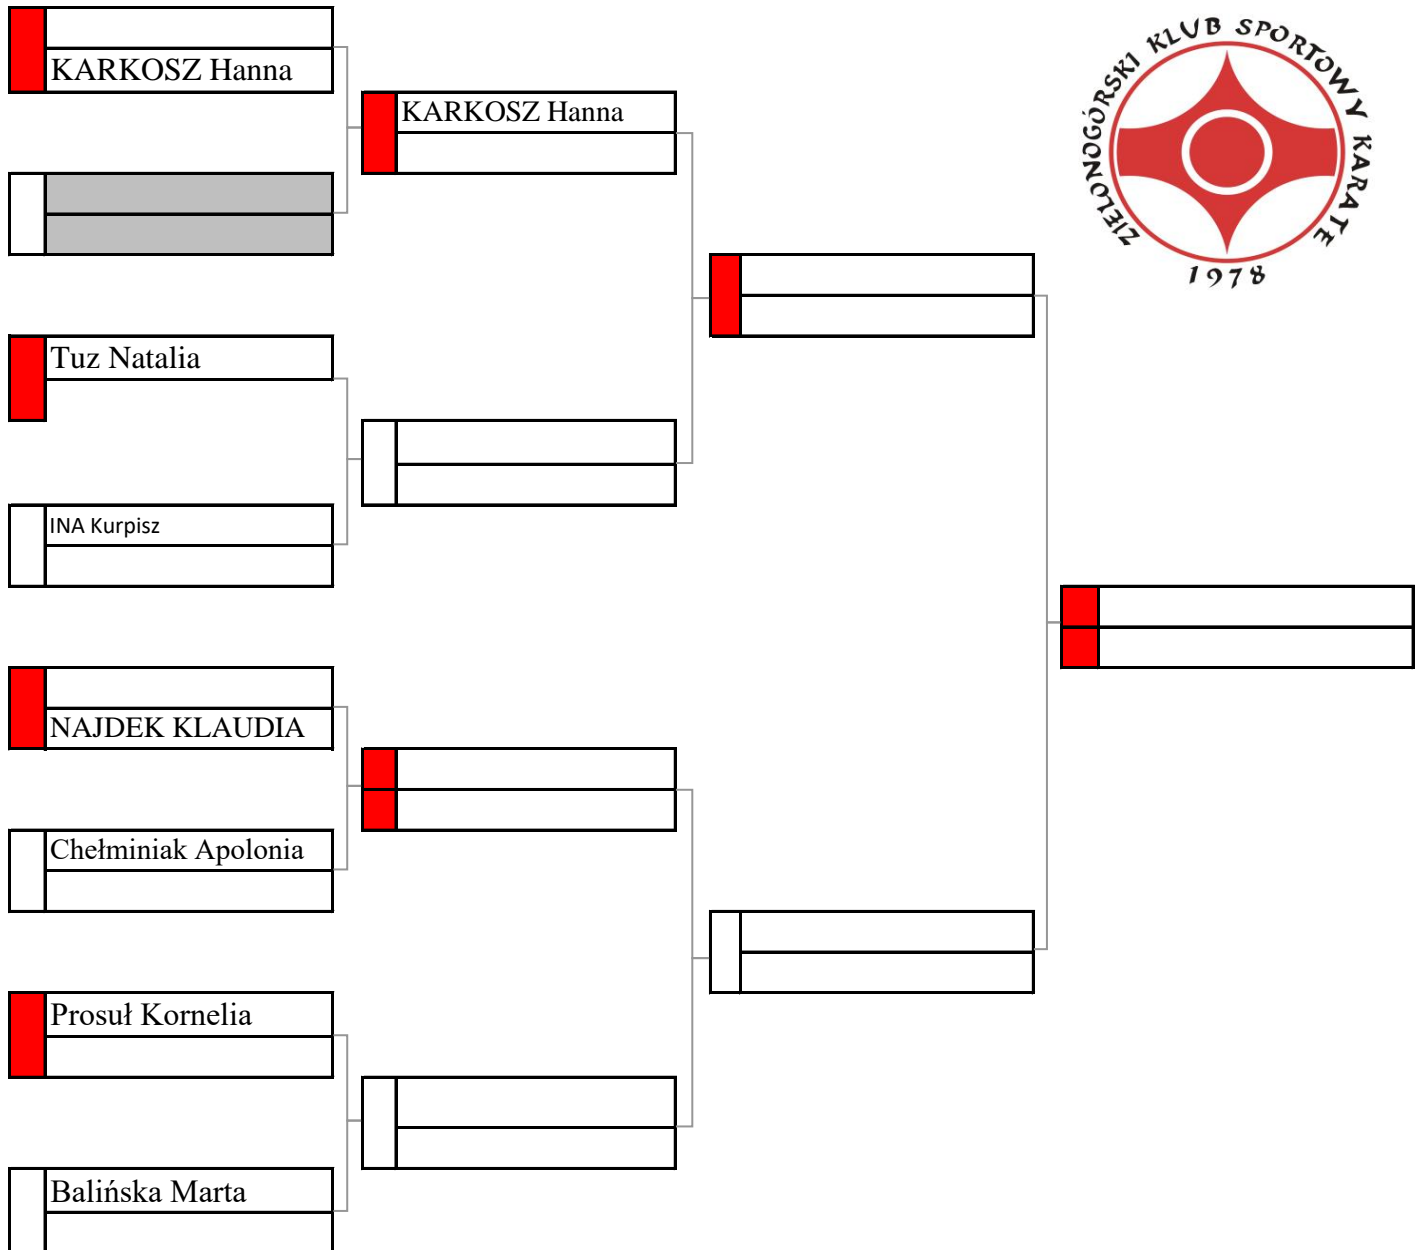 KARKOSZ Hanna
KARKOSZ Hanna
ZIELONOGÓRSKI KLUB SPORTOWY KARATE
1978
Tuz Natalia
INA Kurpisz
NAJDEK KLAUDIA
Chełminiak Apolonia
Prosuł Kornelia
Balińska Marta